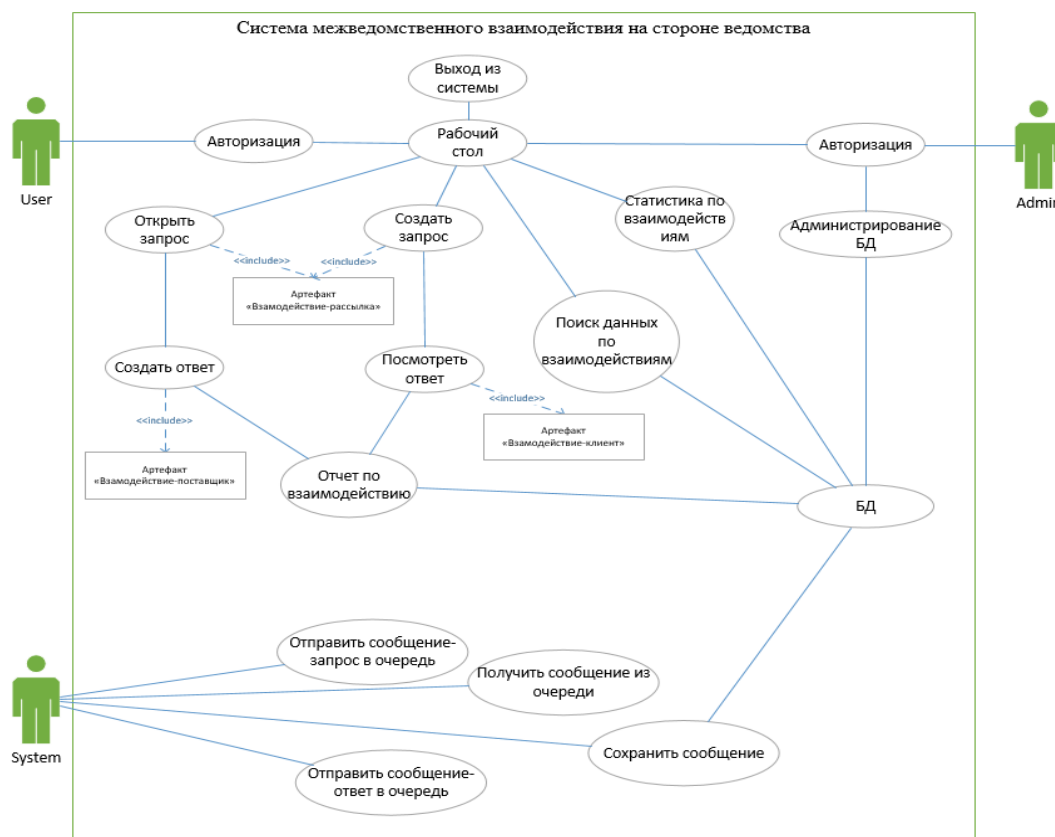 Система межведомственного взаимодействия на стороне ведомства
Выход из
системы
Авторизация
Рабочий
стол
Авторизация
User
Admin
Открыть
запрос
Создать
запрос
Статистика по
взаимодейств
иям
Администрирование
БД
<<include>>
<<include>>
Артефакт
«Взамодействие-рассылка»
Поиск данных
по
взаимодействиям
Создать ответ
Посмотреть
ответ
<<include>>
<<include>>
Артефакт
«Взамодействие-клиент»
Артефакт
«Взамодействие-поставщик»
Отчет по
взаимодействию
БД
Отправить сообщение-
запрос в очередь
Получить сообщение из
очереди
System
Сохранить сообщение
Отправить сообщение-
ответ в очередь